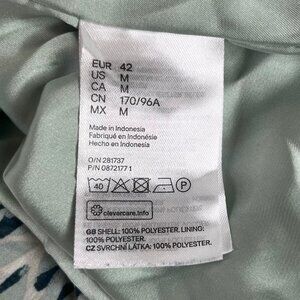 EUR 42
US M
CA M
CN 170/96A
MX M
Made in Indonesia
Fabriqué en Indonésie
Hecho en Indonesia
O/N 281737
P/N 08721771
40
P
clevercare.info
GB SHELL: 100% POLYESTER. LINING:
100% POLYESTER.
CZ SVRCHNÍ LÁTKA: 100% POLYESTER.